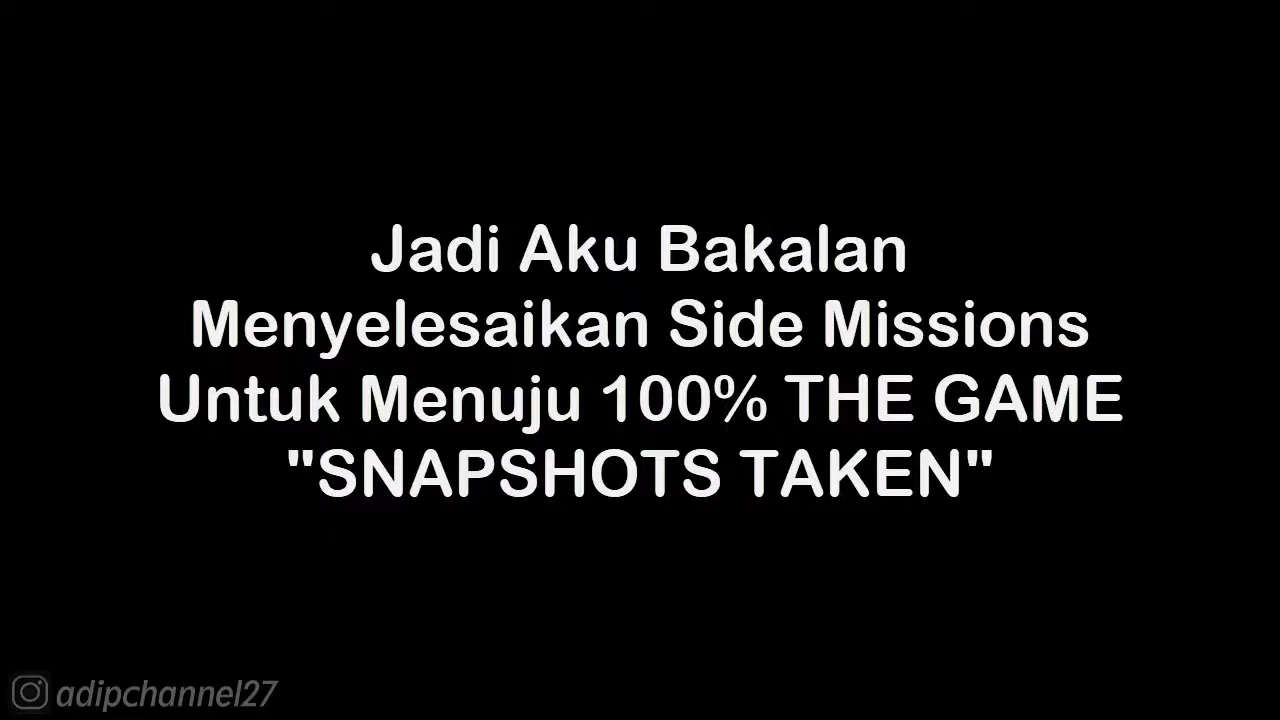 Jadi Aku Bakalan
Menyelesaikan Side Missions
Untuk Menuju 100% THE GAME
"SNAPSHOTS TAKEN"
adipchannel27